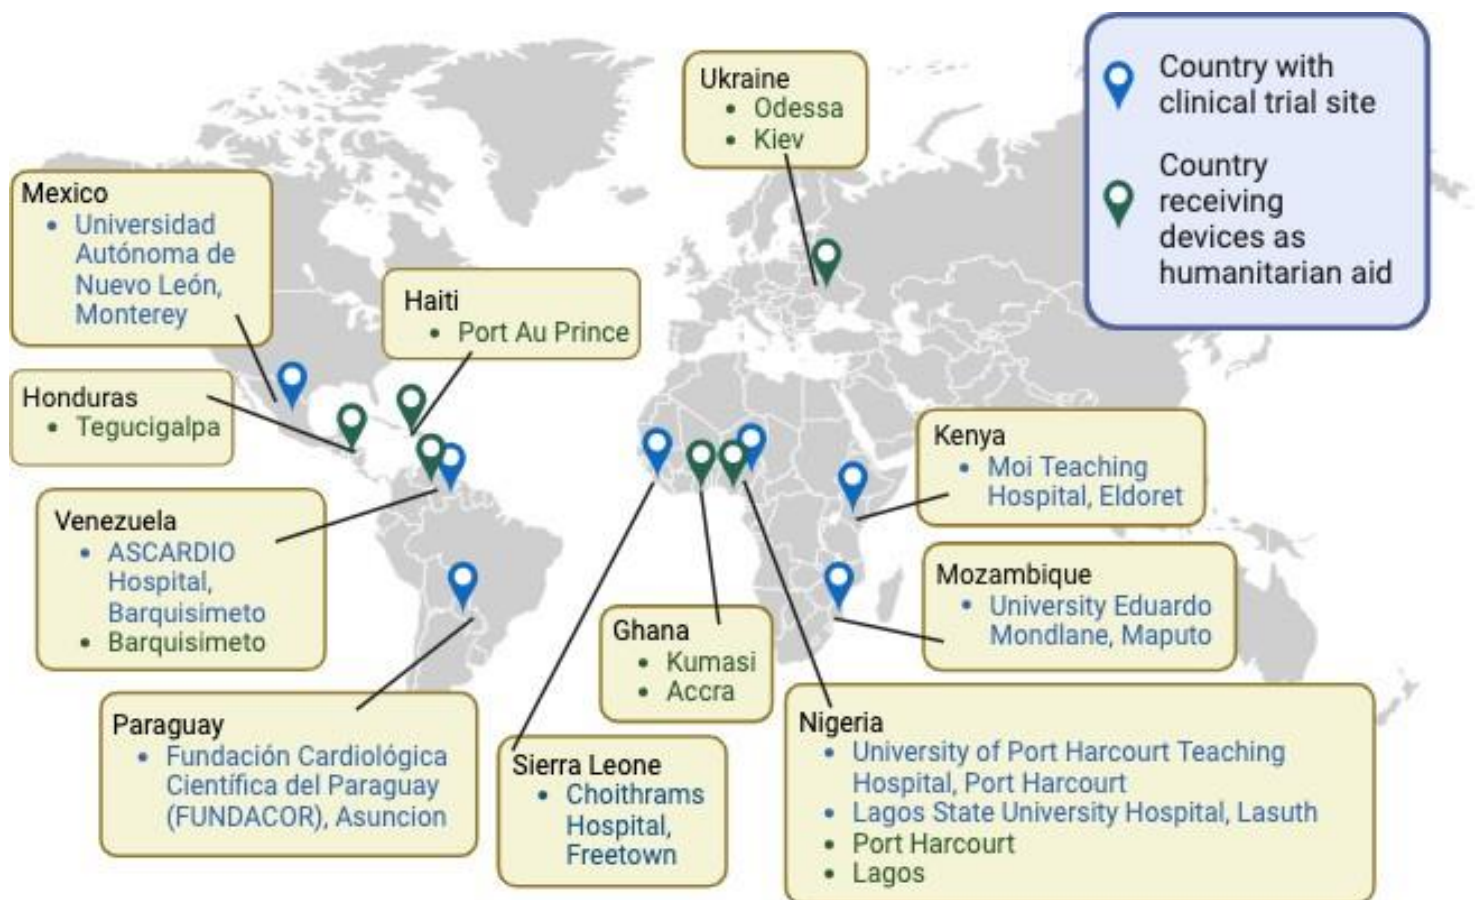 Country with
clinical trial site
Country
receiving
devices as
humanitarian aid
Ukraine
• Odessa
• Kiev
Mexico
• Universidad
Autónoma de
Nuevo León,
Monterey
Haiti
• Port Au Prince
Honduras
• Tegucigalpa
Kenya
• Moi Teaching
Hospital, Eldoret
Venezuela
• ASCARDIO
Hospital,
Barquisimeto
• Barquisimeto
Mozambique
• University Eduardo
Mondlane, Maputo
Ghana
• Kumasi
• Accra
Paraguay
• Fundación Cardiológica
Científica del Paraguay
(FUNDACOR), Asuncion
Sierra Leone
• Choithrams
Hospital,
Freetown
Nigeria
• University of Port Harcourt Teaching
Hospital, Port Harcourt
• Lagos State University Hospital, Lasuth
• Port Harcourt
• Lagos